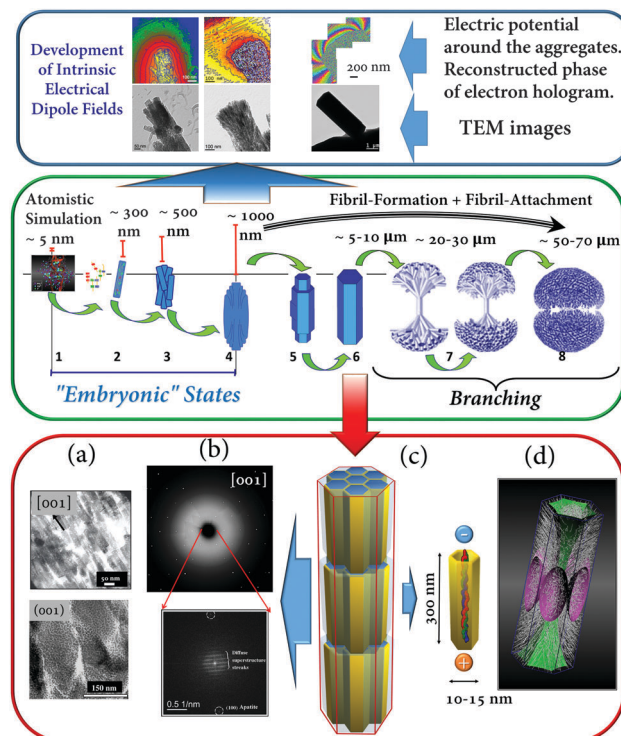 Development
of Intrinsic
Electrical
Dipole Fields
100 nm
200 nm
Electric potential
around the aggregates.
Reconstructed phase
of electron hologram.
50 nm
100 nm
1 µm
TEM images
Atomistic
Simulation
~ 5 nm
~ 300
nm
~ 500
nm
~ 1000
nm
Fibril-Formation + Fibril-Attachment
~ 5-10 µm
~ 20-30 µm
~ 50-70 µm
1
2
3
4
5
6
7
8
"Embryonic" States
Branching
(a)
(b)
(c)
(d)
[001]
50 nm
(001)
150 nm
[001]
Diffuse
superstructure
streaks
0.5 1/nm
(100) Apatite
300 nm
10-15 nm